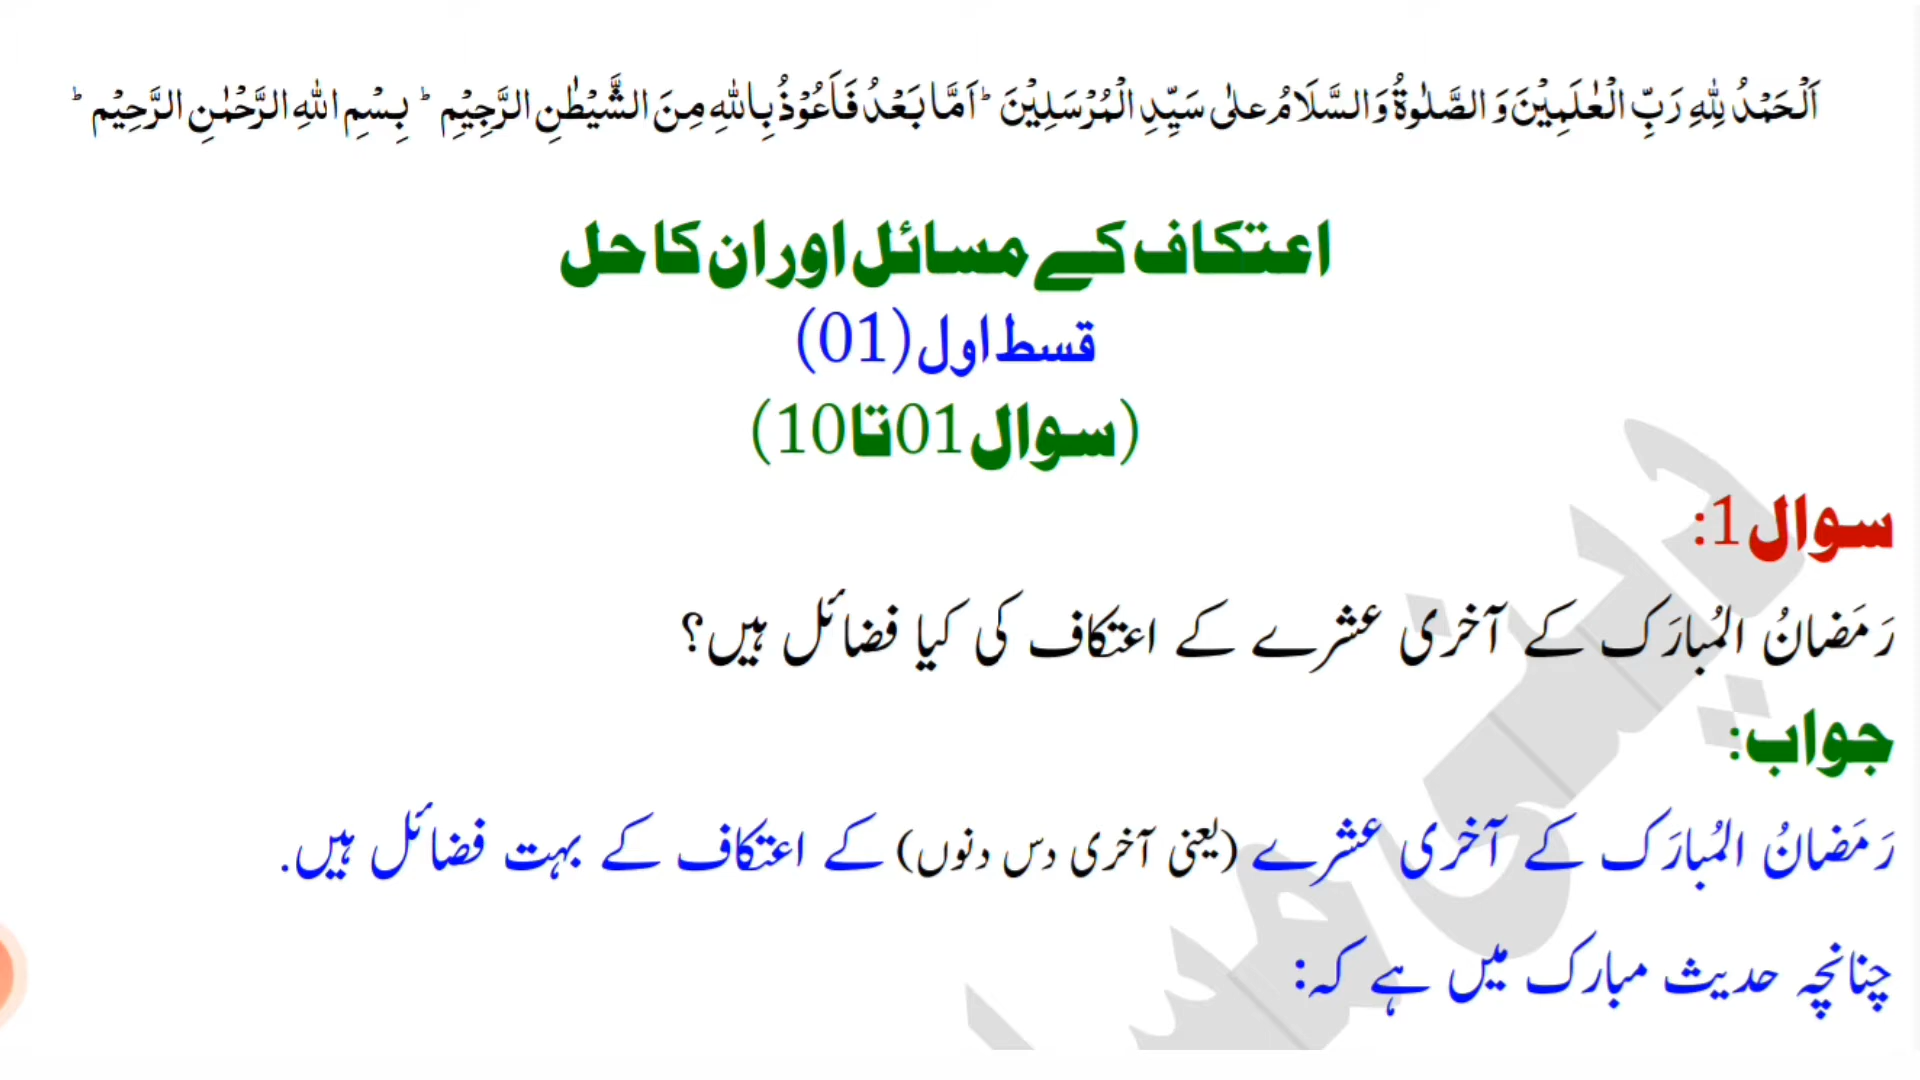 اَلْحَمْدُ لِلّٰہِ رَبِّ الْعٰلَمِیْنَ وَ الصَّلٰوۃُ وَالسَّلَامُ علٰی سَیِّدِ الْمُرْسَلِیْنَ ؕ اَمَّا بَعْدُ فَاَعُوْذُ بِاللّٰہِ مِنَ الشَّیْطٰنِ الرَّجِیْمِ ؕ بِسْمِ اللّٰہِ الرَّحْمٰنِ الرَّحِیْم ؕ
اعتکاف کے مسائل اور ان کا حل
قسط اول (01)
(سوال 01 تا 10)
سوال 1:
رَمَضانُ المُبارَک کے آخری عشرے کے اعتکاف کی کیا فضائل ہیں؟
جواب:
رَمَضانُ المُبارَک کے آخری عشرے (یعنی آخری دس دنوں) کے اعتکاف کے بہت فضائل ہیں.
چنانچہ حدیث مبارک میں ہے کہ: